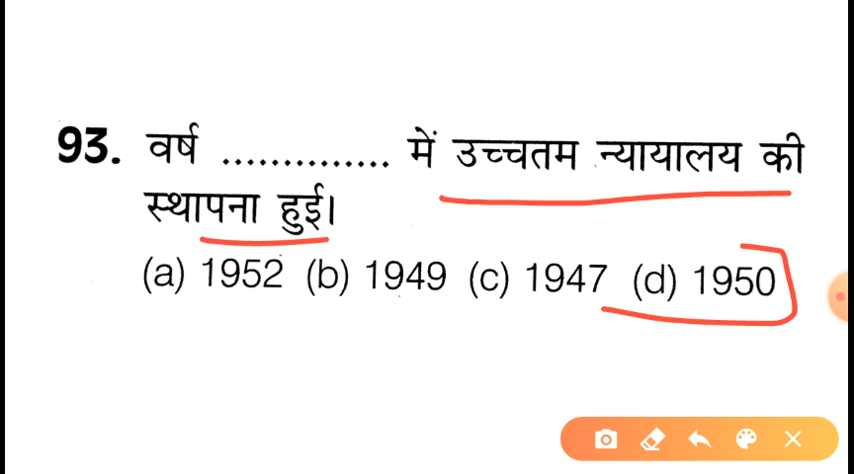 93. वर्ष .............. में उच्चतम न्यायालय की
स्थापना हुई।
(a) 1952 (b) 1949 (c) 1947 (d) 1950